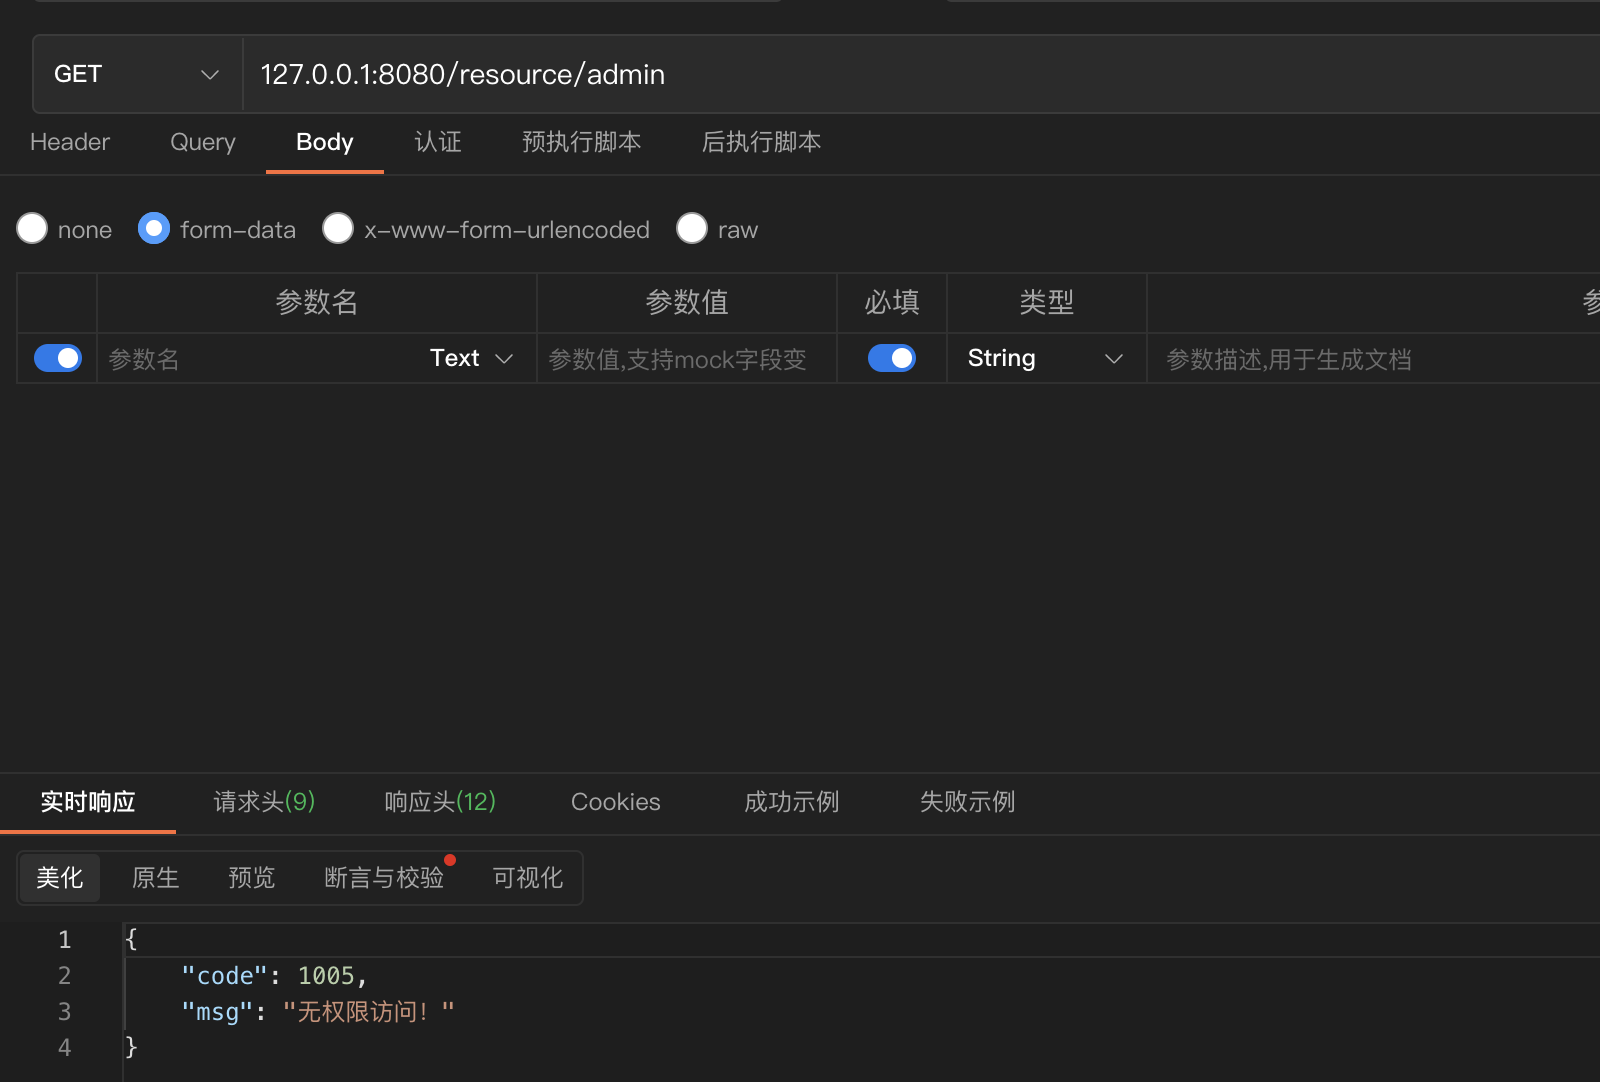 GET 127.0.0.1:8080/resource/admin
Header Query Body 认证 预执行脚本 后执行脚本
none form-data x-www-form-urlencoded raw
参数名 参数值 必填 类型 参
参数名 Text 参数值,支持mock字段变 String 参数描述,用于生成文档
实时响应 请求头(9) 响应头(12) Cookies 成功示例 失败示例
美化 原生 预览 断言与校验 可视化
1 {
2 "code": 1005,
3 "msg": "无权限访问！"
4 }